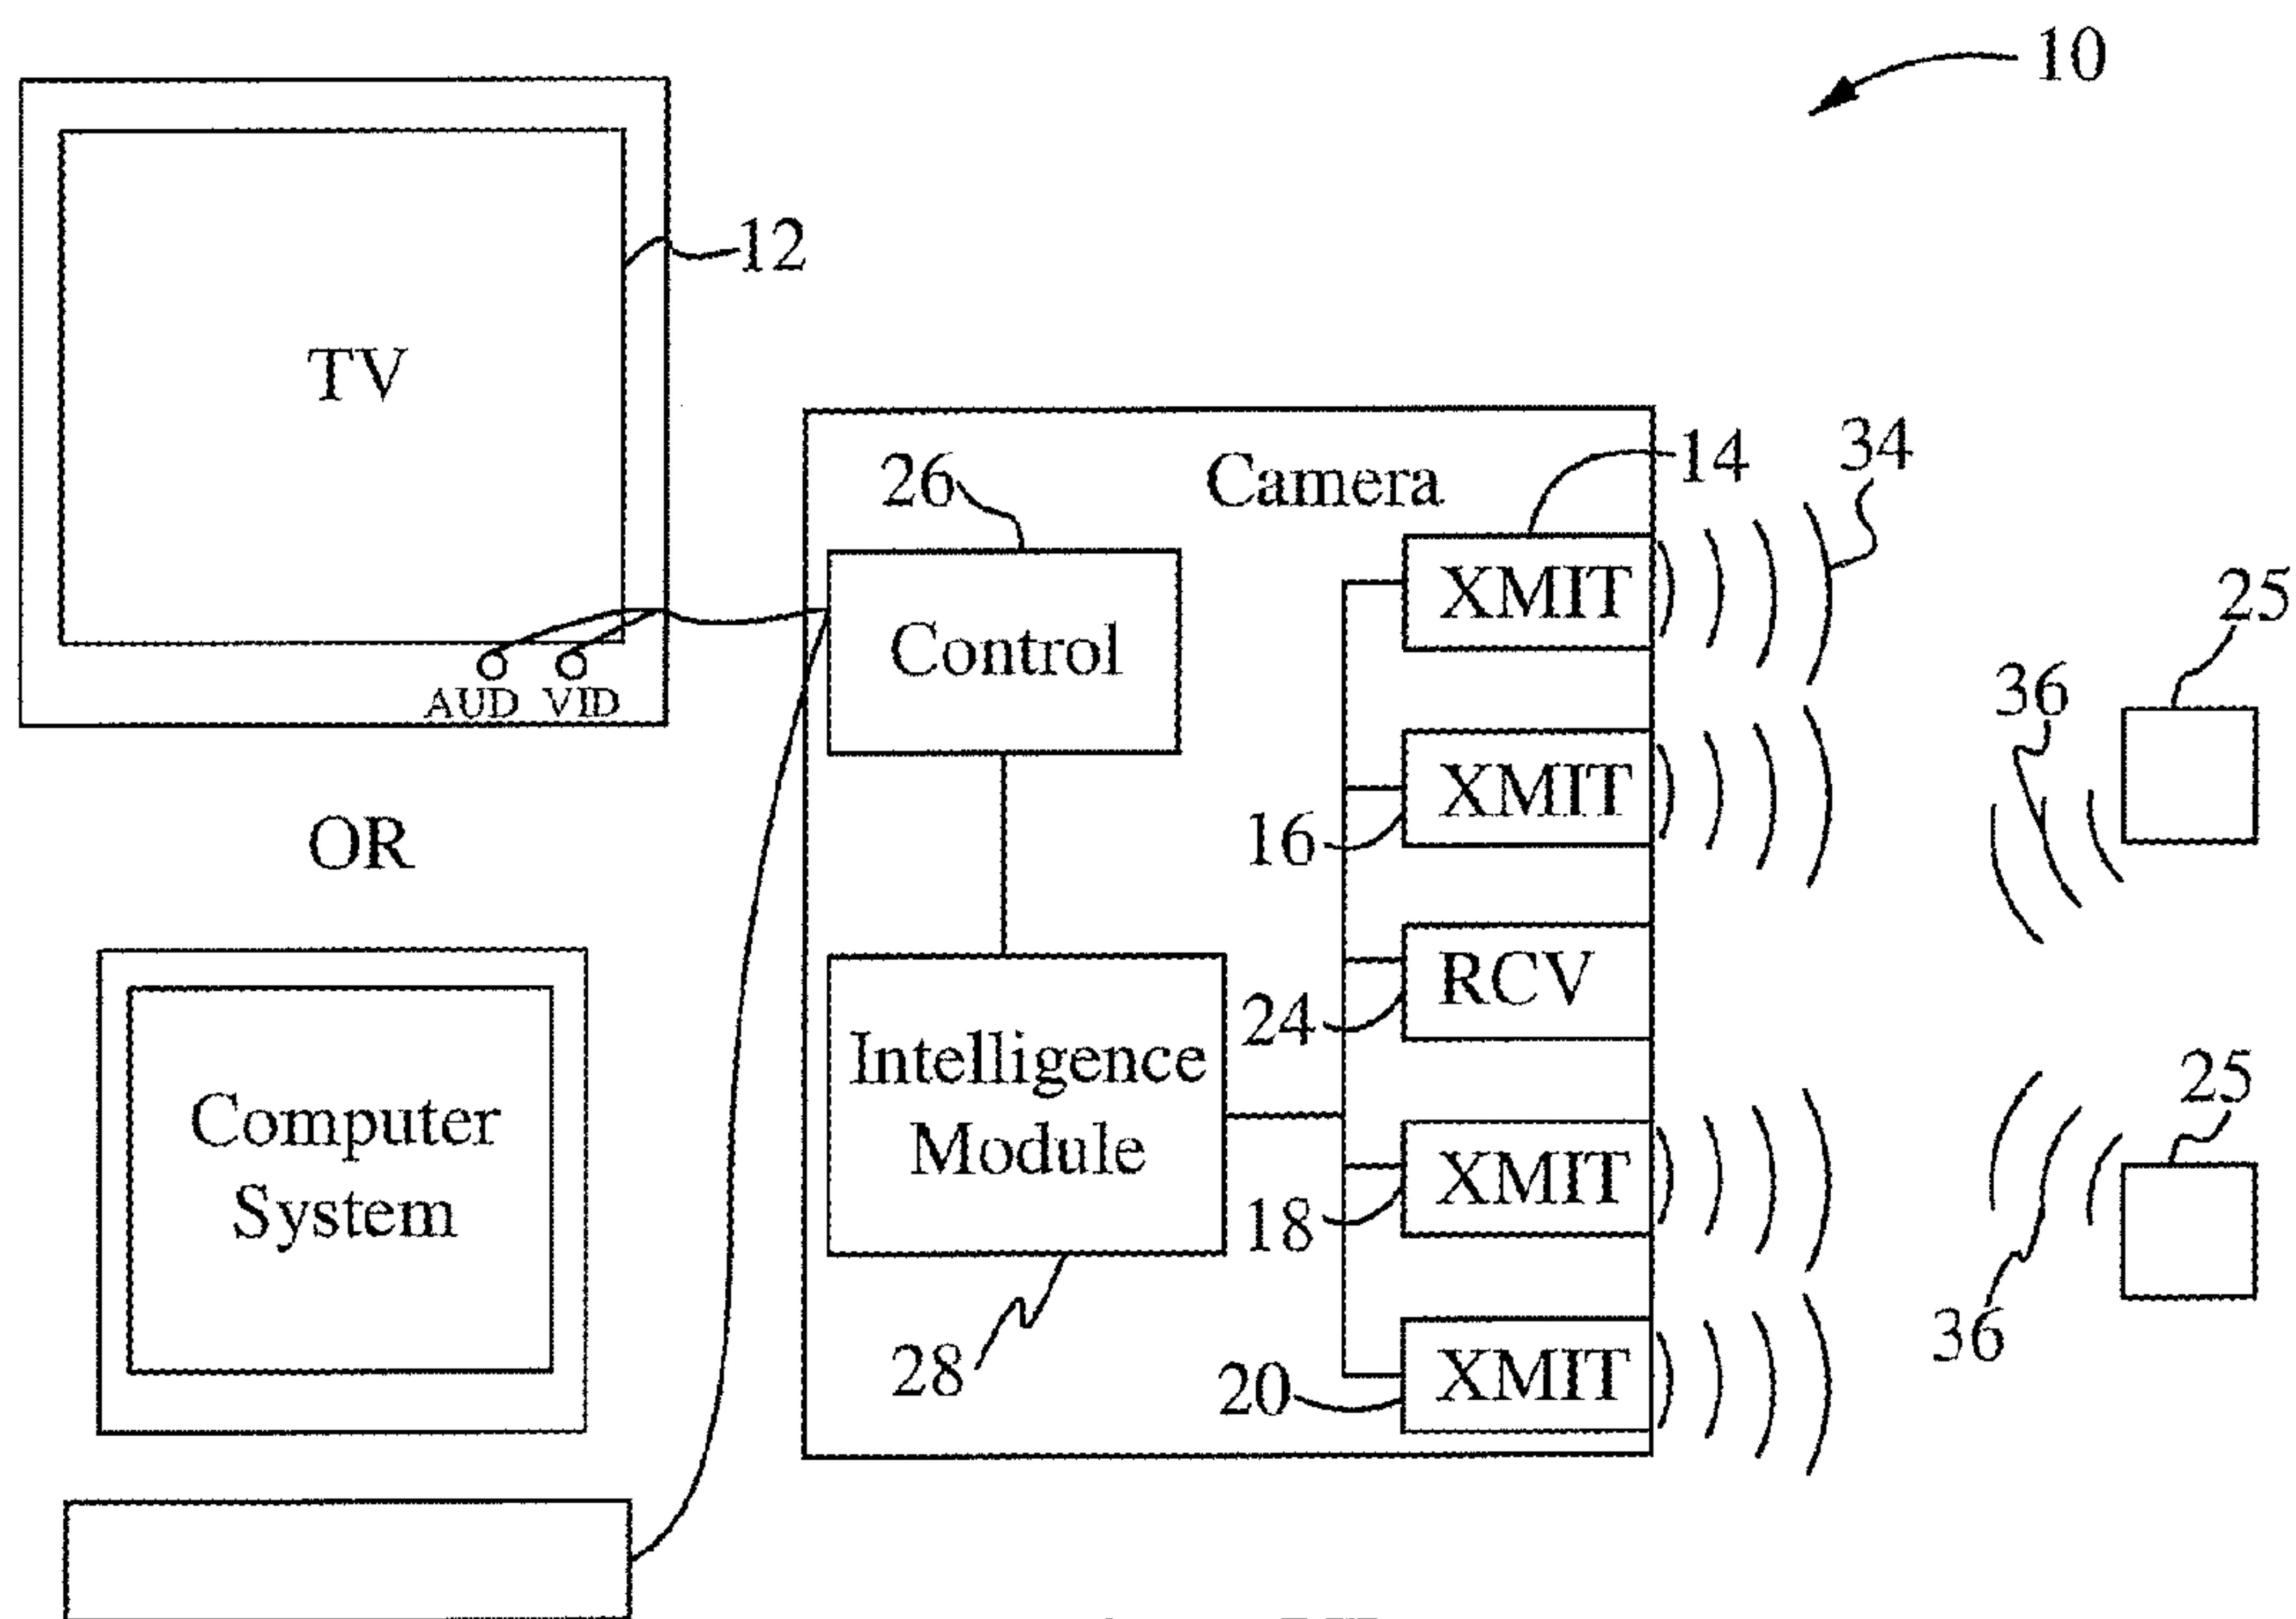 10
12
TV
AUD VID
OR
Computer
System
Camera
26
Control
Intelligence
Module
28
14
XMIT
34
16
XMIT
24
RCV
18
XMIT
20
XMIT
25
36
25
36